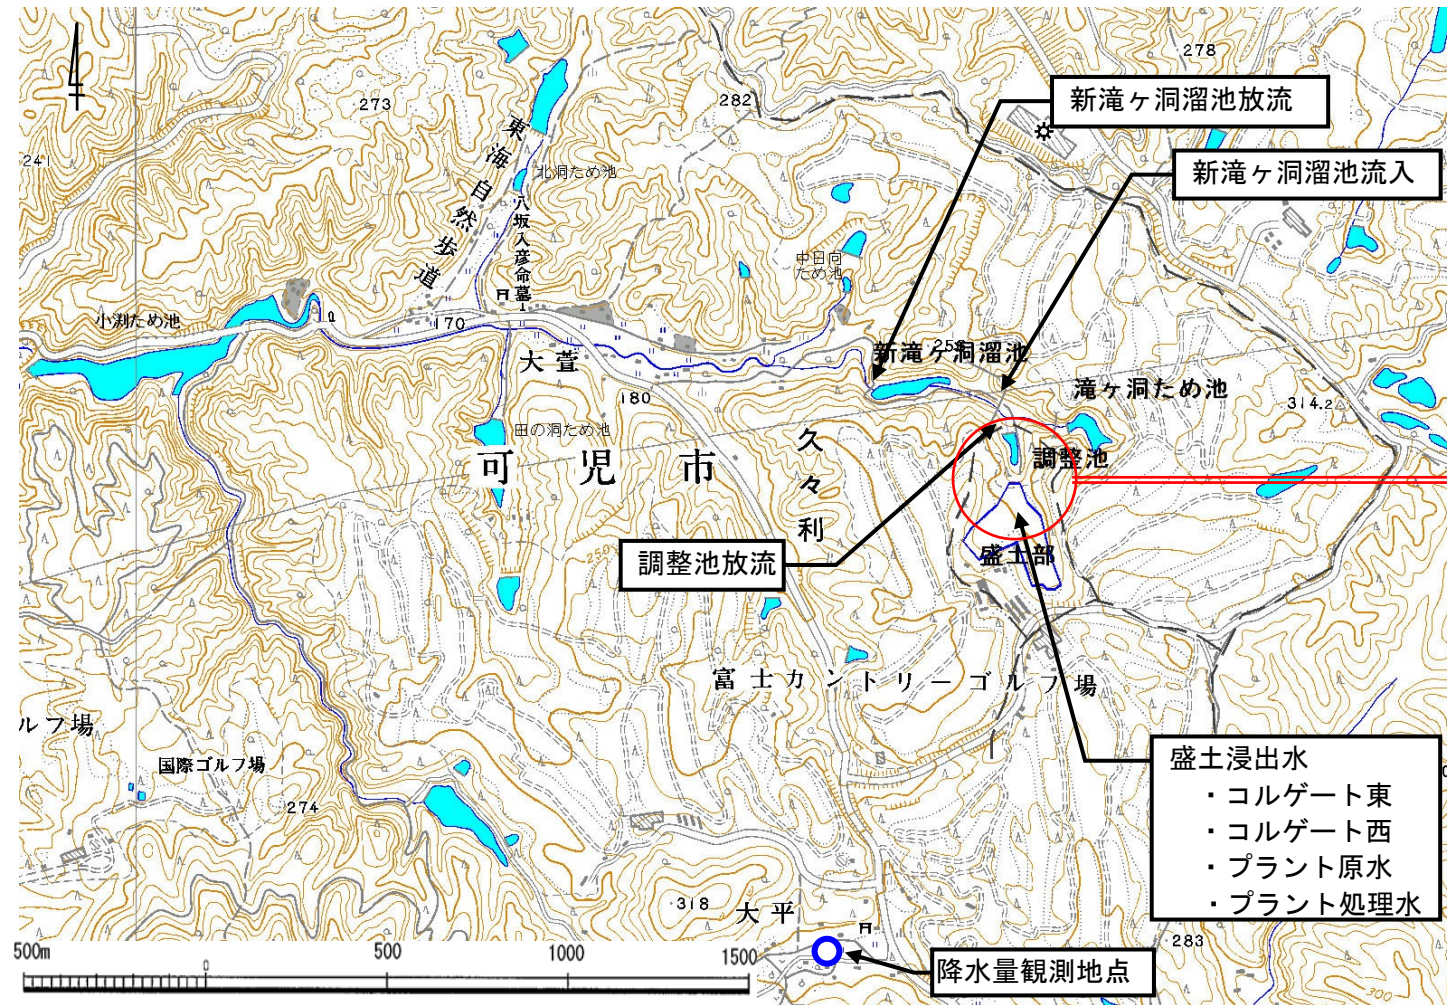 278
新滝ヶ洞溜池放流
273
282
東海自然歩道
241
新滝ヶ洞溜池流入
北洞ため池
八坂入彦命墓
中日向
ため池
小渕ため池
170
新滝ヶ洞溜池
大萱
滝ヶ洞ため池
180
314.2
田の洞ため池
久々利
可児市
調整池
250
調整池放流
盛土部
富士カントリーゴルフ場
ルフ場
国際ゴルフ場
274
盛土浸出水
・コルゲート東
・コルゲート西
・プラント原水
・プラント処理水
318
大平
283
500m 0 500 1000 1500
降水量観測地点
300